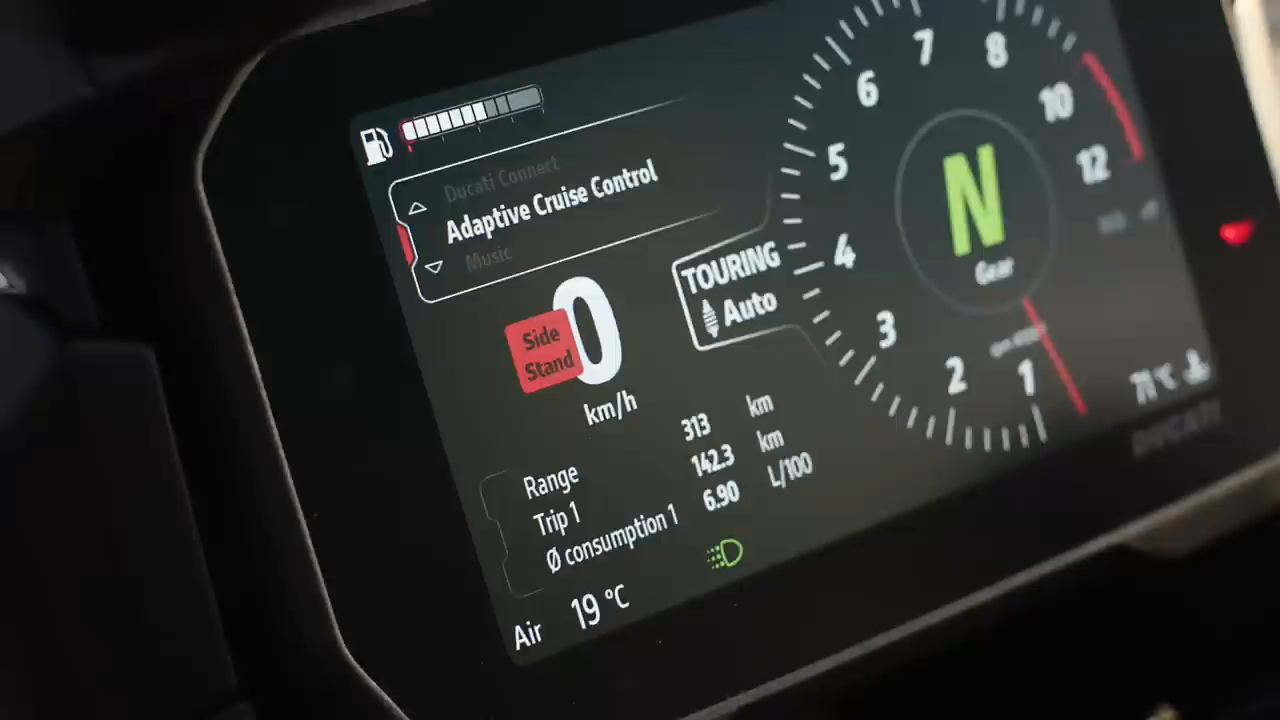 Ducati Connect
Adaptive Cruise Control
Music
Side
Stand
0
km/h
TOURING
Auto
Range 313 km
Trip 1 142.3 km
Ø consumption 1 6.90 L/100
Air 19 °C
1
2
3
4
5
6
7
8
10
12
N
Gear
DUCATI